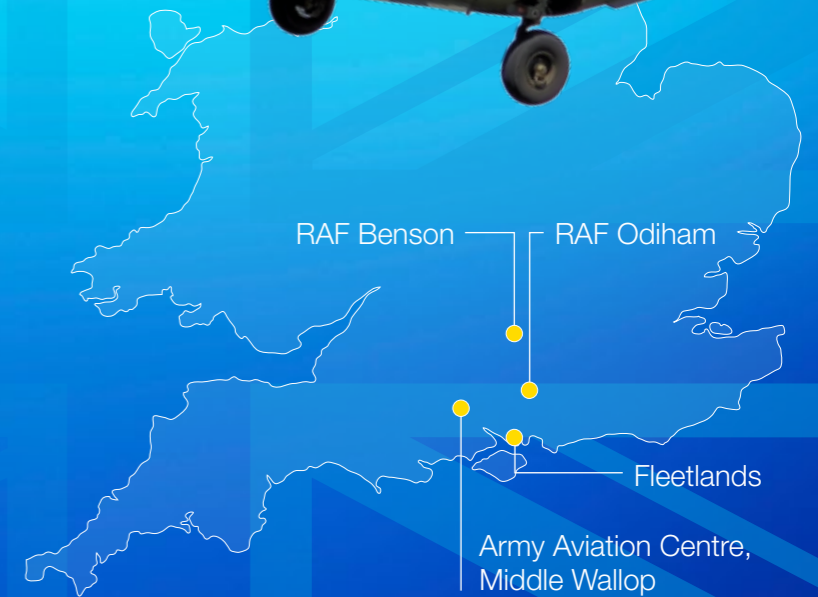 RAF Benson
RAF Odiham
Fleetlands
Army Aviation Centre,
Middle Wallop